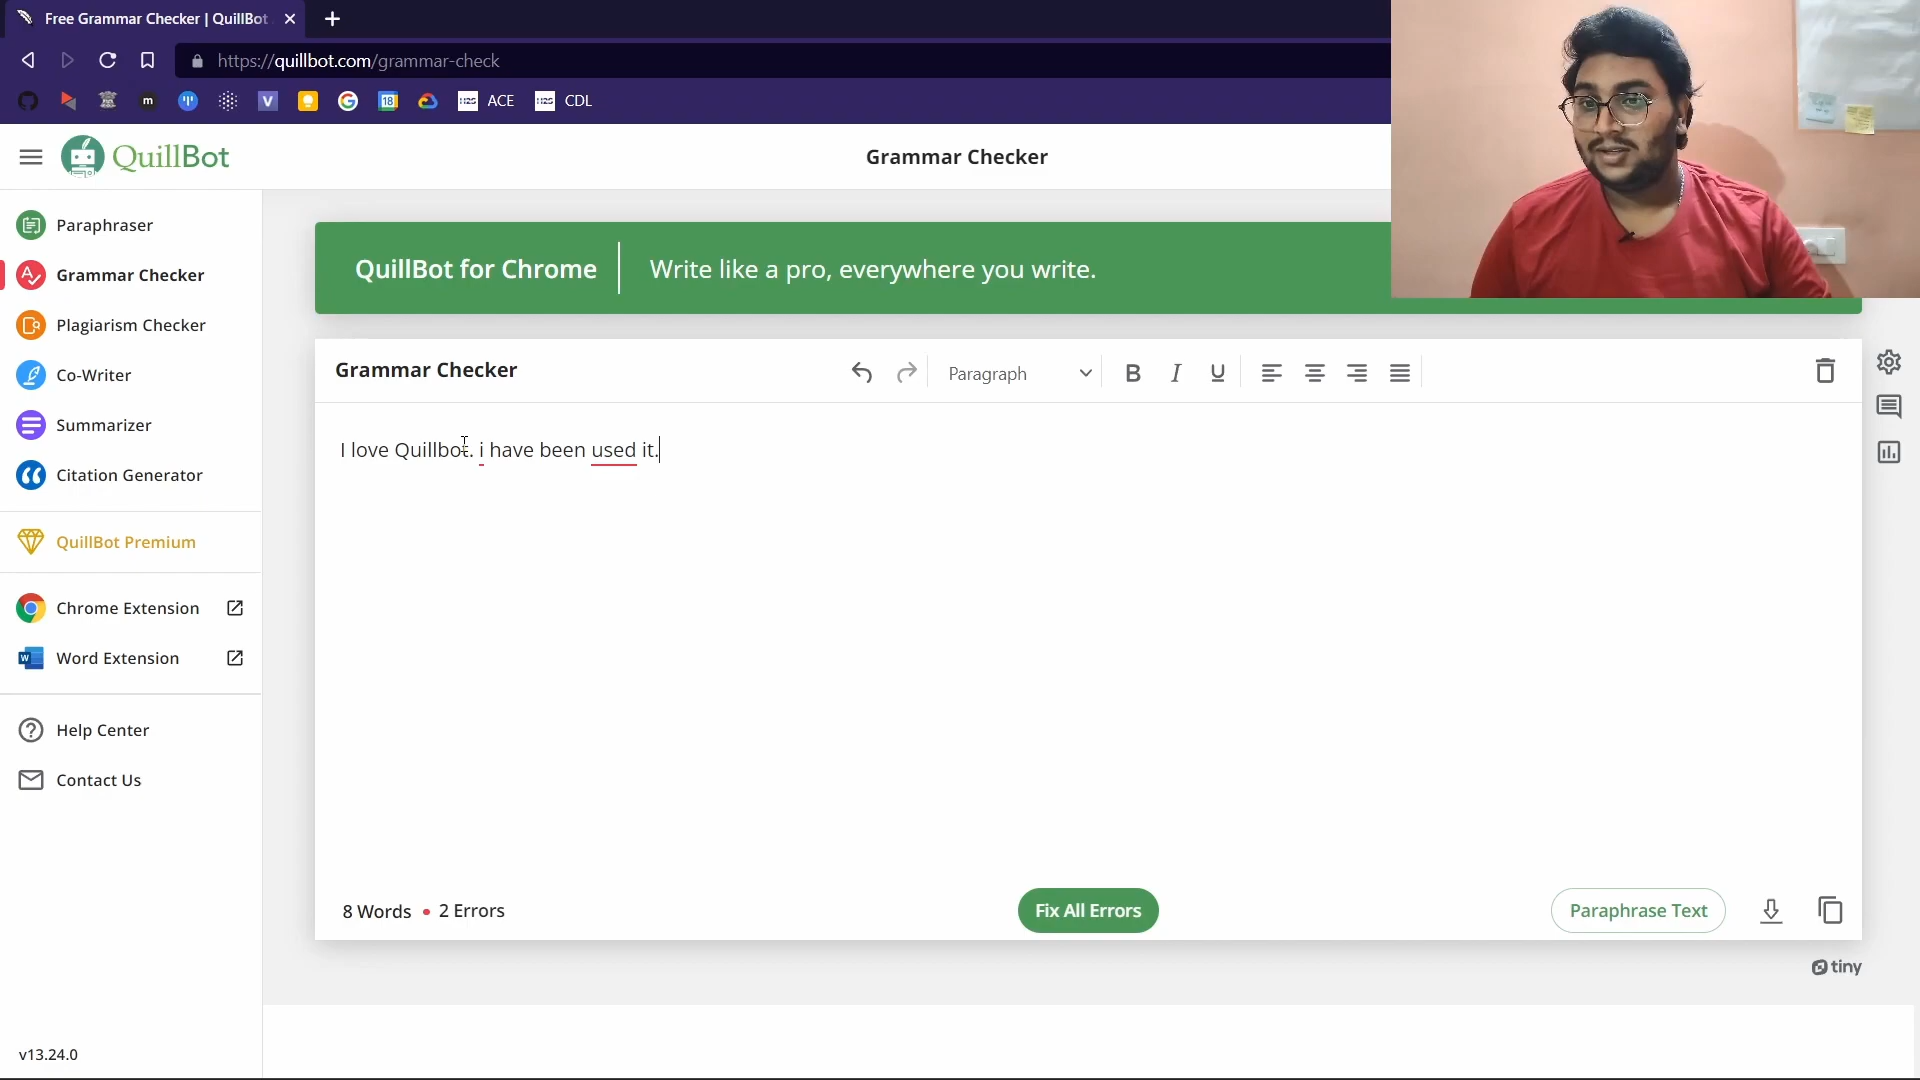 Free Grammar Checker | QuillBot
https://quillbot.com/grammar-check
m
V
18
H2S ACE
H2S CDL
QuillBot
Grammar Checker
Paraphraser
Grammar Checker
Plagiarism Checker
Co-Writer
Summarizer
Citation Generator
QuillBot Premium
Chrome Extension
W Word Extension
Help Center
Contact Us
v13.24.0
QuillBot for Chrome
Write like a pro, everywhere you write.
Grammar Checker
Paragraph
B I U
I love Quillbot. i have been used it.
8 Words • 2 Errors
Fix All Errors
Paraphrase Text
tiny